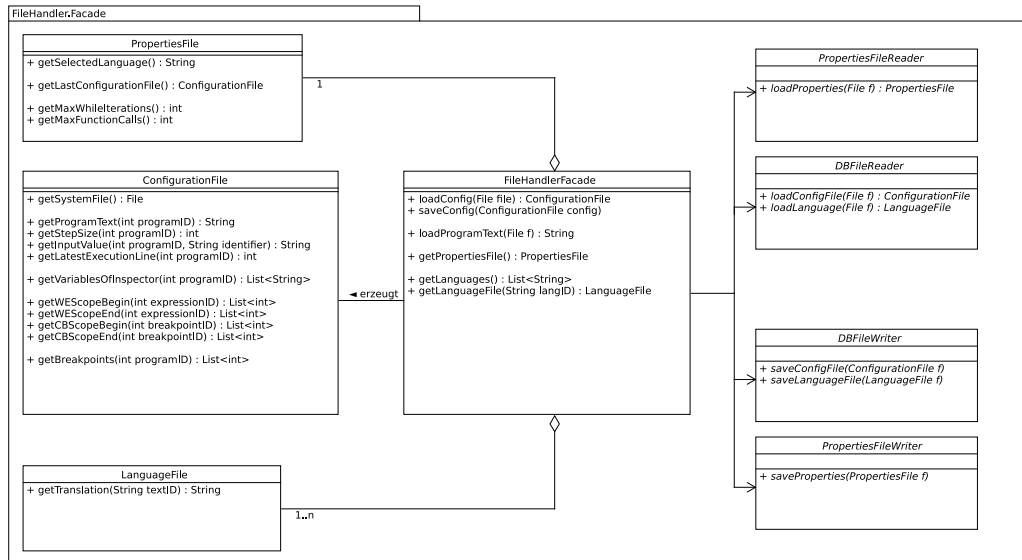 FileHandler.Facade
PropertiesFile
+ getSelectedLanguage() : String
+ getLastConfigurationFile() : ConfigurationFile
+ getMaxWhileIterations() : int
+ getMaxFunctionCalls() : int
1
ConfigurationFile
+ getSystemFile() : File
+ getProgramText(int programID) : String
+ getStepSize(int programID) : int
+ getInputValue(int programID, String identifier) : String
+ getLatestExecutionLine(int programID) : int
+ getVariablesOfInspector(int programID) : List<String>
+ getWEScopeBegin(int expressionID) : List<int>
+ getWEScopeEnd(int expressionID) : List<int>
+ getCBScopeBegin(int breakpointID) : List<int>
+ getCBScopeEnd(int breakpointID) : List<int>
+ getBreakpoints(int programID) : List<int>
◄ erzeugt
FileHandlerFacade
+ loadConfig(File file) : ConfigurationFile
+ saveConfig(ConfigurationFile config)
+ loadProgramText(File f) : String
+ getPropertiesFile() : PropertiesFile
+ getLanguages() : List<String>
+ getLanguageFile(String langID) : LanguageFile
LanguageFile
+ getTranslation(String textID) : String
1..n
PropertiesFileReader
+ loadProperties(File f) : PropertiesFile
DBFileReader
+ loadConfigFile(File f) : ConfigurationFile
+ loadLanguage(File f) : LanguageFile
DBFileWriter
+ saveConfigFile(ConfigurationFile f)
+ saveLanguageFile(LanguageFile f)
PropertiesFileWriter
+ saveProperties(PropertiesFile f)